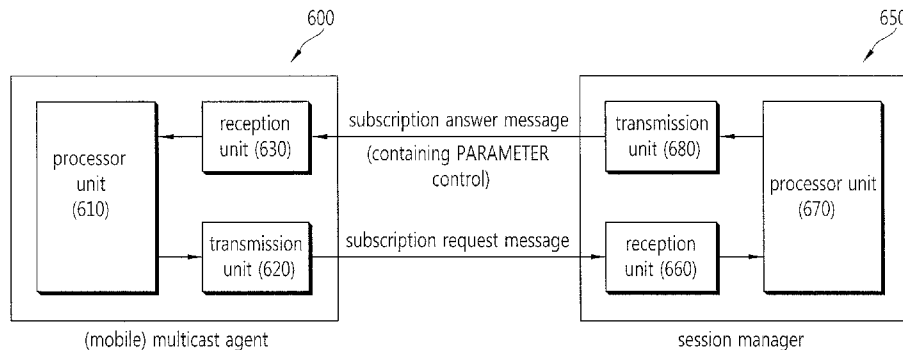 600
650
processor
unit
(610)
reception
unit (630)
transmission
unit (620)
subscription answer message
(containing PARAMETER
control)
subscription request message
transmission
unit (680)
reception
unit (660)
processor unit
(670)
(mobile) multicast agent
session manager